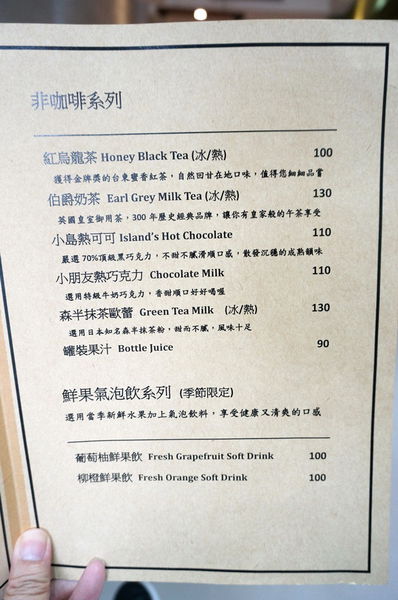 非咖啡系列
紅烏龍茶 Honey Black Tea (冰/熱) 100
獲得金牌獎的台東蜜香紅茶，自然回甘在地口味，值得您細細品嘗
伯爵奶茶 Earl Grey Milk Tea (冰/熱) 130
英國皇室御用茶，300 年歷史經典品牌，讓你有皇家般的午茶享受
小島熱可可 Island's Hot Chocolate 110
嚴選 70%頂級黑巧克力，不甜不膩滑順口感，散發沉穩的成熟韻味
小朋友熱巧克力 Chocolate Milk 110
選用特級牛奶巧克力，香甜順口好好喝喔
森半抹茶歐蕾 Green Tea Milk (冰/熱) 130
選用日本知名森半抹茶粉，甜而不膩，風味十足
罐裝果汁 Bottle Juice 90
鮮果氣泡飲系列 (季節限定)
選用當季新鮮水果加上氣泡飲料，享受健康又清爽的口感
葡萄柚鮮果飲 Fresh Grapefruit Soft Drink 100
柳橙鮮果飲 Fresh Orange Soft Drink 100